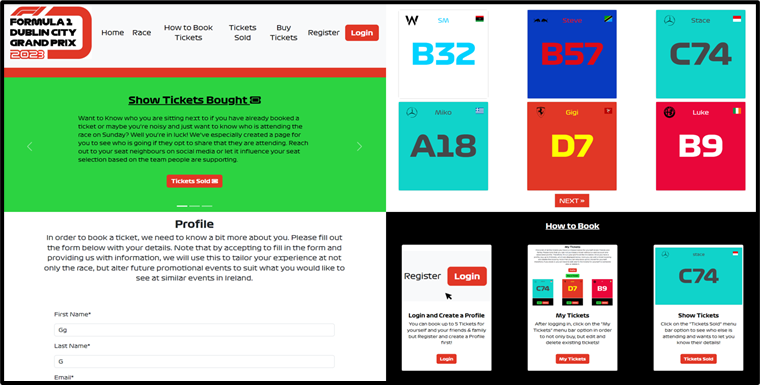 FORMULA 1
DUBLIN CITY
GRAND PRIX
2023
Home Race How to Book Tickets Tickets Sold Buy Tickets Register Login
Show Tickets Bought
Want to Know who you are sitting next to if you have already booked a
ticket or maybe you're noisy and just want to know who is attending the
race on Sunday? Well you're in luck! We've especially created a page for
you to see who is going if they opt to share that they are attending. Reach
out to your seat neighbours on social media or let it influence your seat
selection based on the team people are supporting.
Tickets Sold
Profile
In order to book a ticket, we need to know a bit more about you. Please fill out
the form below with your details. Note that by accepting to fill in the form and
providing us with information, we will use this to tailor your experience at not
only the race, but alter future promotional events to suit what you would like to
see at similar events in Ireland.
First Name*
Gg
Last Name*
G
Email*
SM
B32
B57
Stace
C74
Miko
A18
Gigi
D7
Luke
B9
NEXT »
How to Book
Register Login
Login and Create a Profile
You can book up to 5 Tickets for
yourself and your friends & family
but Register and create a Profile
first!
Login
My Tickets
C74 D7 B9
My Tickets
After logging in, click on the "My
Tickets" menu bar option in order
to not only buy, but edit and
delete existing tickets!
My Tickets
Stace
C74
Show Tickets
Click on the "Tickets Sold" menu
bar option to see who else is
attending and wants to let you
know their details!
Tickets Sold